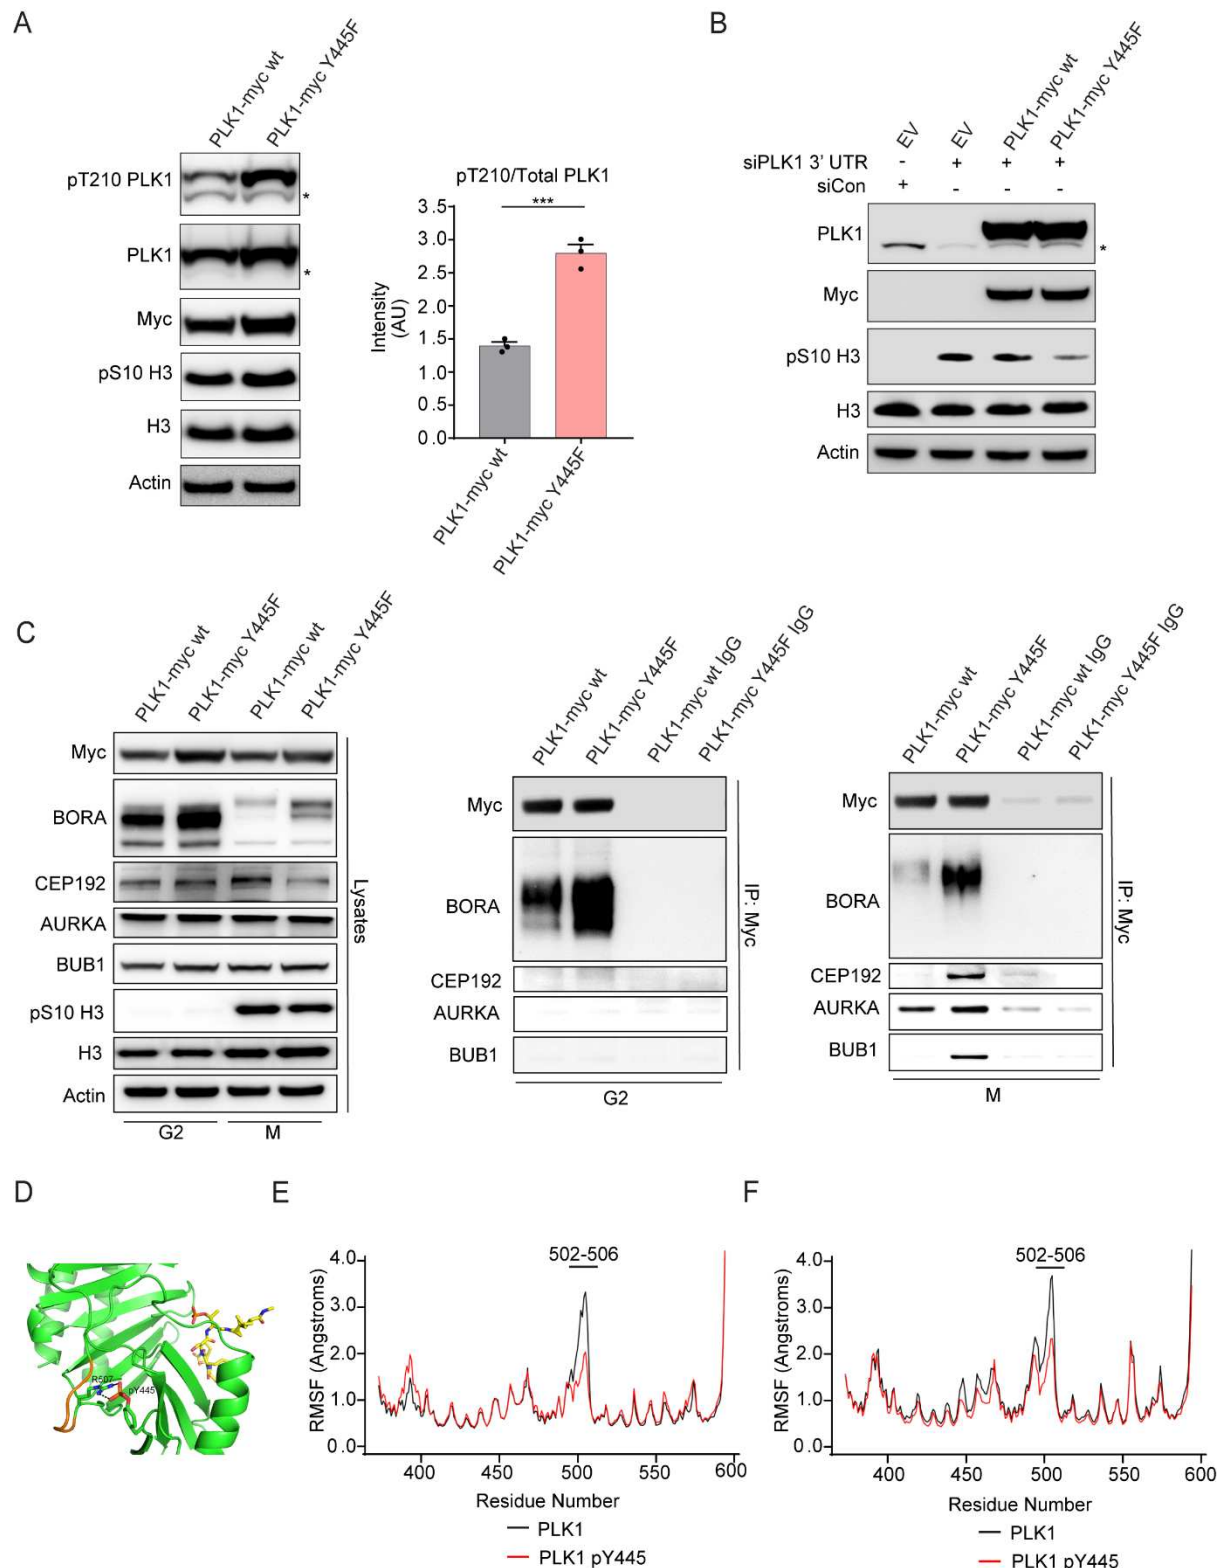 A
PLK1-myc wt
PLK1-myc Y445F
pT210 PLK1
*
PLK1
*
Myc
pS10 H3
H3
Actin
pT210/Total PLK1
***
3.5
3.0
2.5
2.0
1.5
1.0
0.5
0.0
Intensity
(AU)
PLK1-myc wt
PLK1-myc Y445F
B
EV
EV
PLK1-myc wt
PLK1-myc Y445F
siPLK1 3' UTR - + + +
siCon + - - -
PLK1
*
Myc
pS10 H3
H3
Actin
C
PLK1-myc wt
PLK1-myc Y445F
PLK1-myc wt
PLK1-myc Y445F
Myc
BORA
CEP192
AURKA
BUB1
pS10 H3
H3
Actin
Lysates
G2
M
PLK1-myc wt
PLK1-myc Y445F
PLK1-myc wt IgG
PLK1-myc Y445F IgG
Myc
BORA
CEP192
AURKA
BUB1
IP: Myc
G2
PLK1-myc wt
PLK1-myc Y445F
PLK1-myc wt IgG
PLK1-myc Y445F IgG
Myc
BORA
CEP192
AURKA
BUB1
IP: Myc
M
D
R507
pY445
E
502-506
4.0
3.0
2.0
1.0
0.0
RMSF (Angstroms)
400 450 500 550 600
Residue Number
PLK1
PLK1 pY445
F
502-506
4.0
3.0
2.0
1.0
0.0
RMSF (Angstroms)
400 450 500 550 600
Residue Number
PLK1
PLK1 pY445